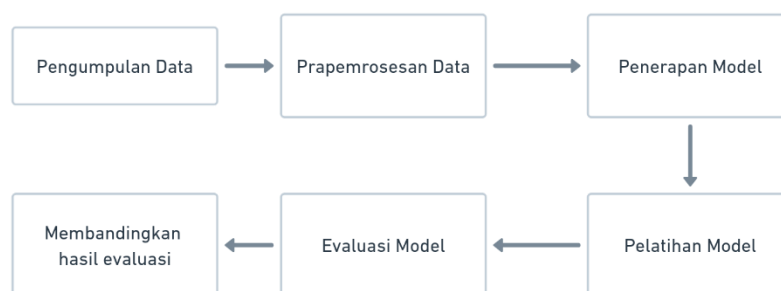 Pengumpulan Data
Prapemrosesan Data
Penerapan Model
Pelatihan Model
Evaluasi Model
Membandingkan
hasil evaluasi